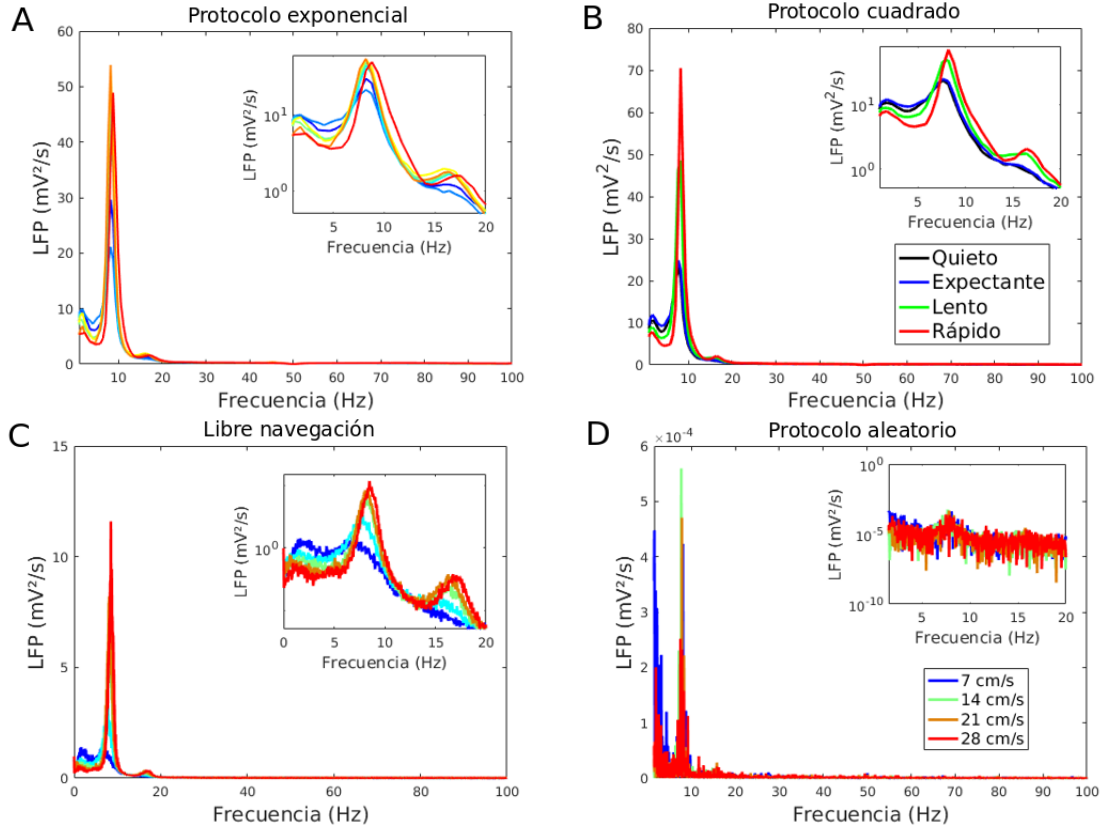 A
Protocolo exponencial
60
50
40
30
20
10
0
LFP (mV²/s)
10 20 30 40 50 60 70 80 90 100
Frecuencia (Hz)
10¹
10⁰
LFP (mV²/s)
5 10 15 20
Frecuencia (Hz)
B
Protocolo cuadrado
80
70
60
50
40
30
20
10
0
LFP (mV²/s)
10 20 30 40 50 60 70 80 90 100
Frecuencia (Hz)
10¹
10⁰
LFP (mV²/s)
5 10 15 20
Frecuencia (Hz)
Quieto
Expectante
Lento
Rápido
C
Libre navegación
15
10
5
0
LFP (mV²/s)
0 20 40 60 80 100
Frecuencia (Hz)
10⁰
LFP (mV²/s)
0 5 10 15 20
Frecuencia (Hz)
D
Protocolo aleatorio
×10⁻⁴
6
5
4
3
2
1
0
LFP (mV²/s)
10 20 30 40 50 60 70 80 90 100
Frecuencia (Hz)
10⁰
10⁻⁵
10⁻¹⁰
LFP (mV²/s)
5 10 15 20
Frecuencia (Hz)
7 cm/s
14 cm/s
21 cm/s
28 cm/s